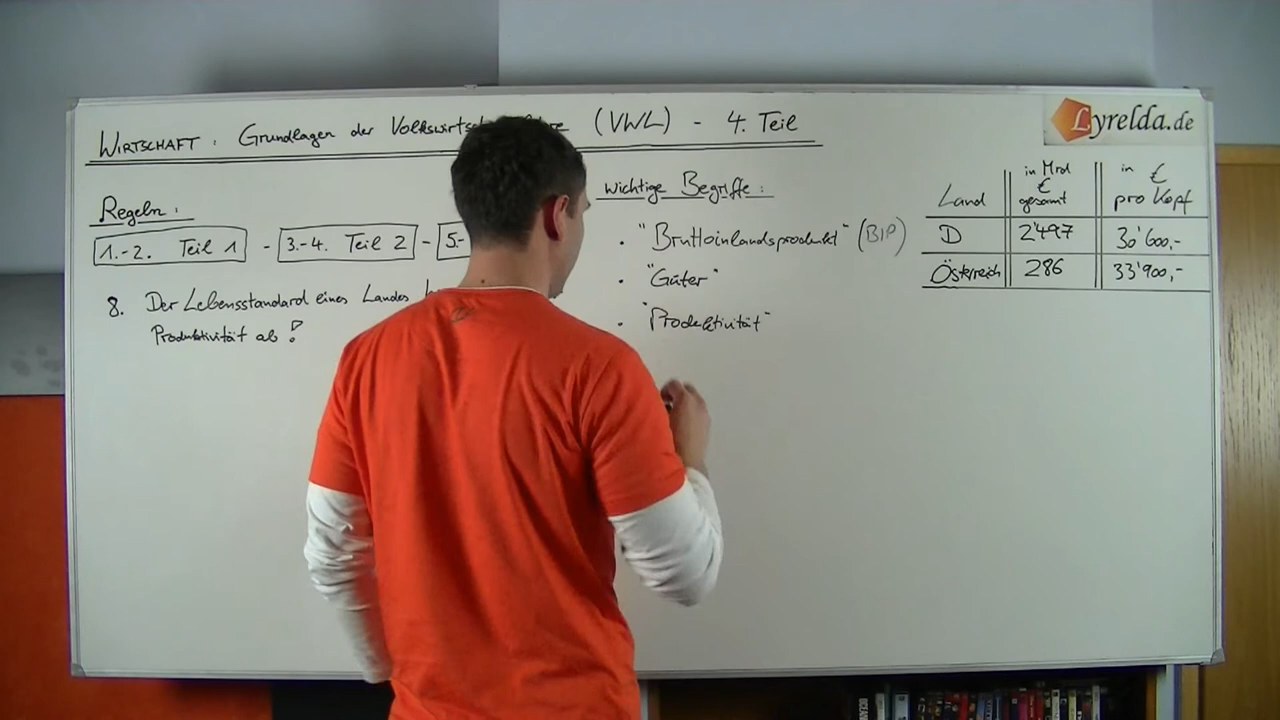 WIRTSCHAFT: Grundlagen der (VWL) - 4. Teil
Lyrelda.de
Regeln:
1.-2. Teil 1 - 3.-4. Teil 2 - 5.-
8. Der Lebensstandard eines Landes
Produktivität ab!
wichtige Begriffe:
• "Bruttoinlandsprodukt" (BIP)
• "Güter"
• "Produktivität"
Land in Mrd € gesamt in € pro Kopf
D 2'497 30'600,-
Österreich 286 33'900,-